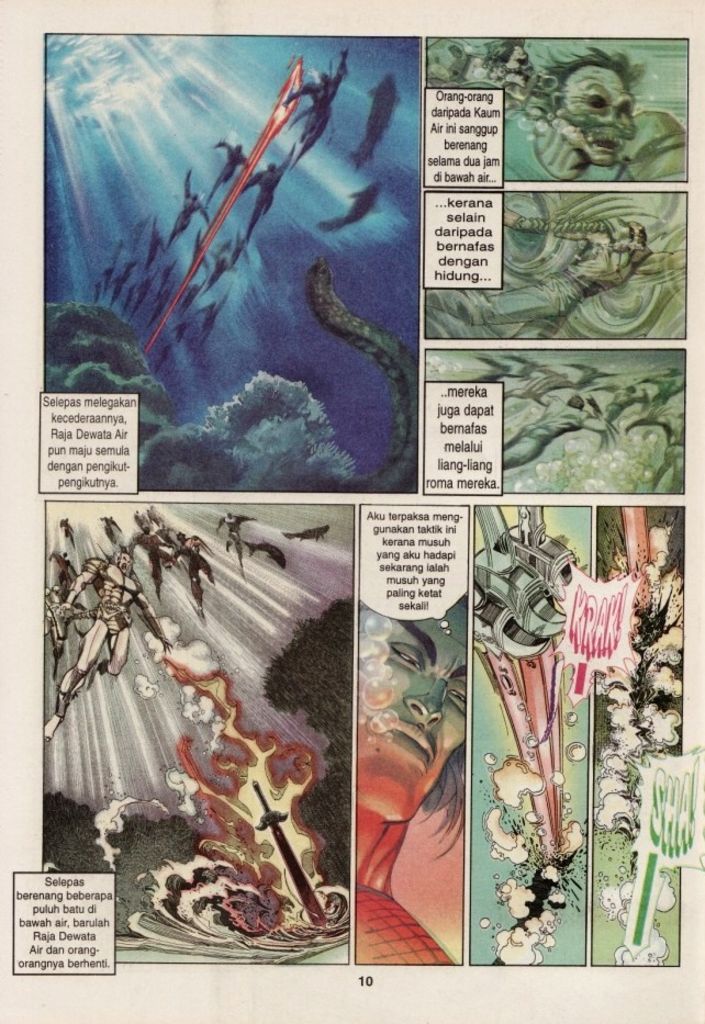 Selepas melegakan
kecederaannya,
Raja Dewata Air
pun maju semula
dengan pengikut-
pengikutnya.
Orang-orang
daripada Kaum
Air ini sanggup
berenang
selama dua jam
di bawah air...
...kerana
selain
daripada
bernafas
dengan
hidung...
..mereka
juga dapat
bernafas
melalui
liang-liang
roma mereka.
Selepas
berenang beberapa
puluh batu di
bawah air, barulah
Raja Dewata
Air dan orang-
orangnya berhenti.
Aku terpaksa meng-
gunakan taktik ini
kerana musuh
yang aku hadapi
sekarang ialah
musuh yang
paling ketat
sekali!
KRAK!
SHA!
10